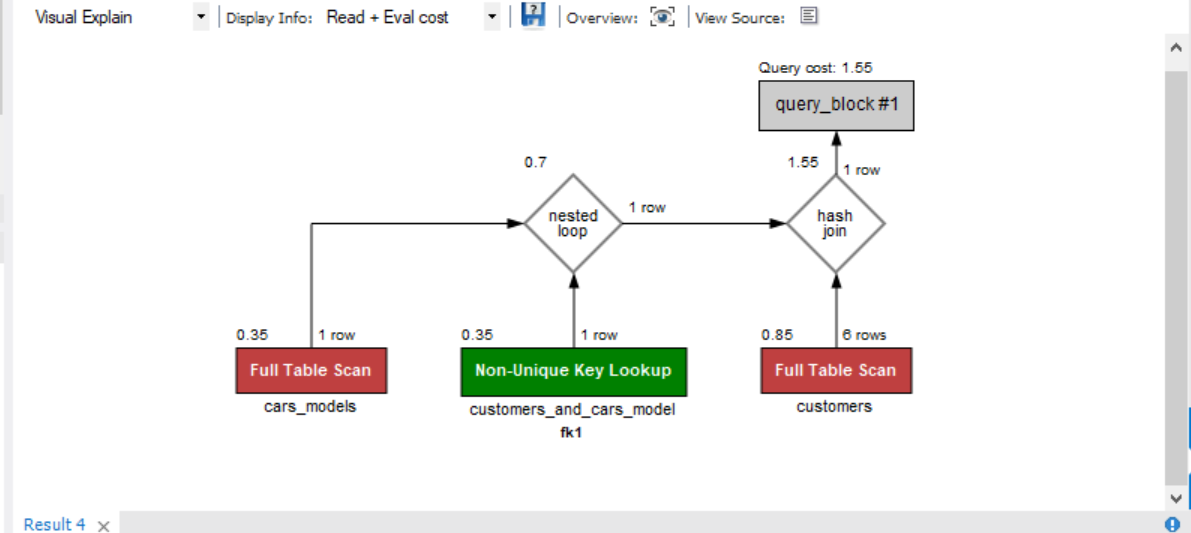 Visual Explain Display Info: Read + Eval cost Overview: View Source:
Query cost: 1.55
query_block #1
0.7
1.55
1 row
nested
loop
1 row
hash
join
0.35
1 row
0.35
1 row
0.85
6 rows
Full Table Scan
Non-Unique Key Lookup
Full Table Scan
cars_models
customers_and_cars_model
customers
fk1
Result 4